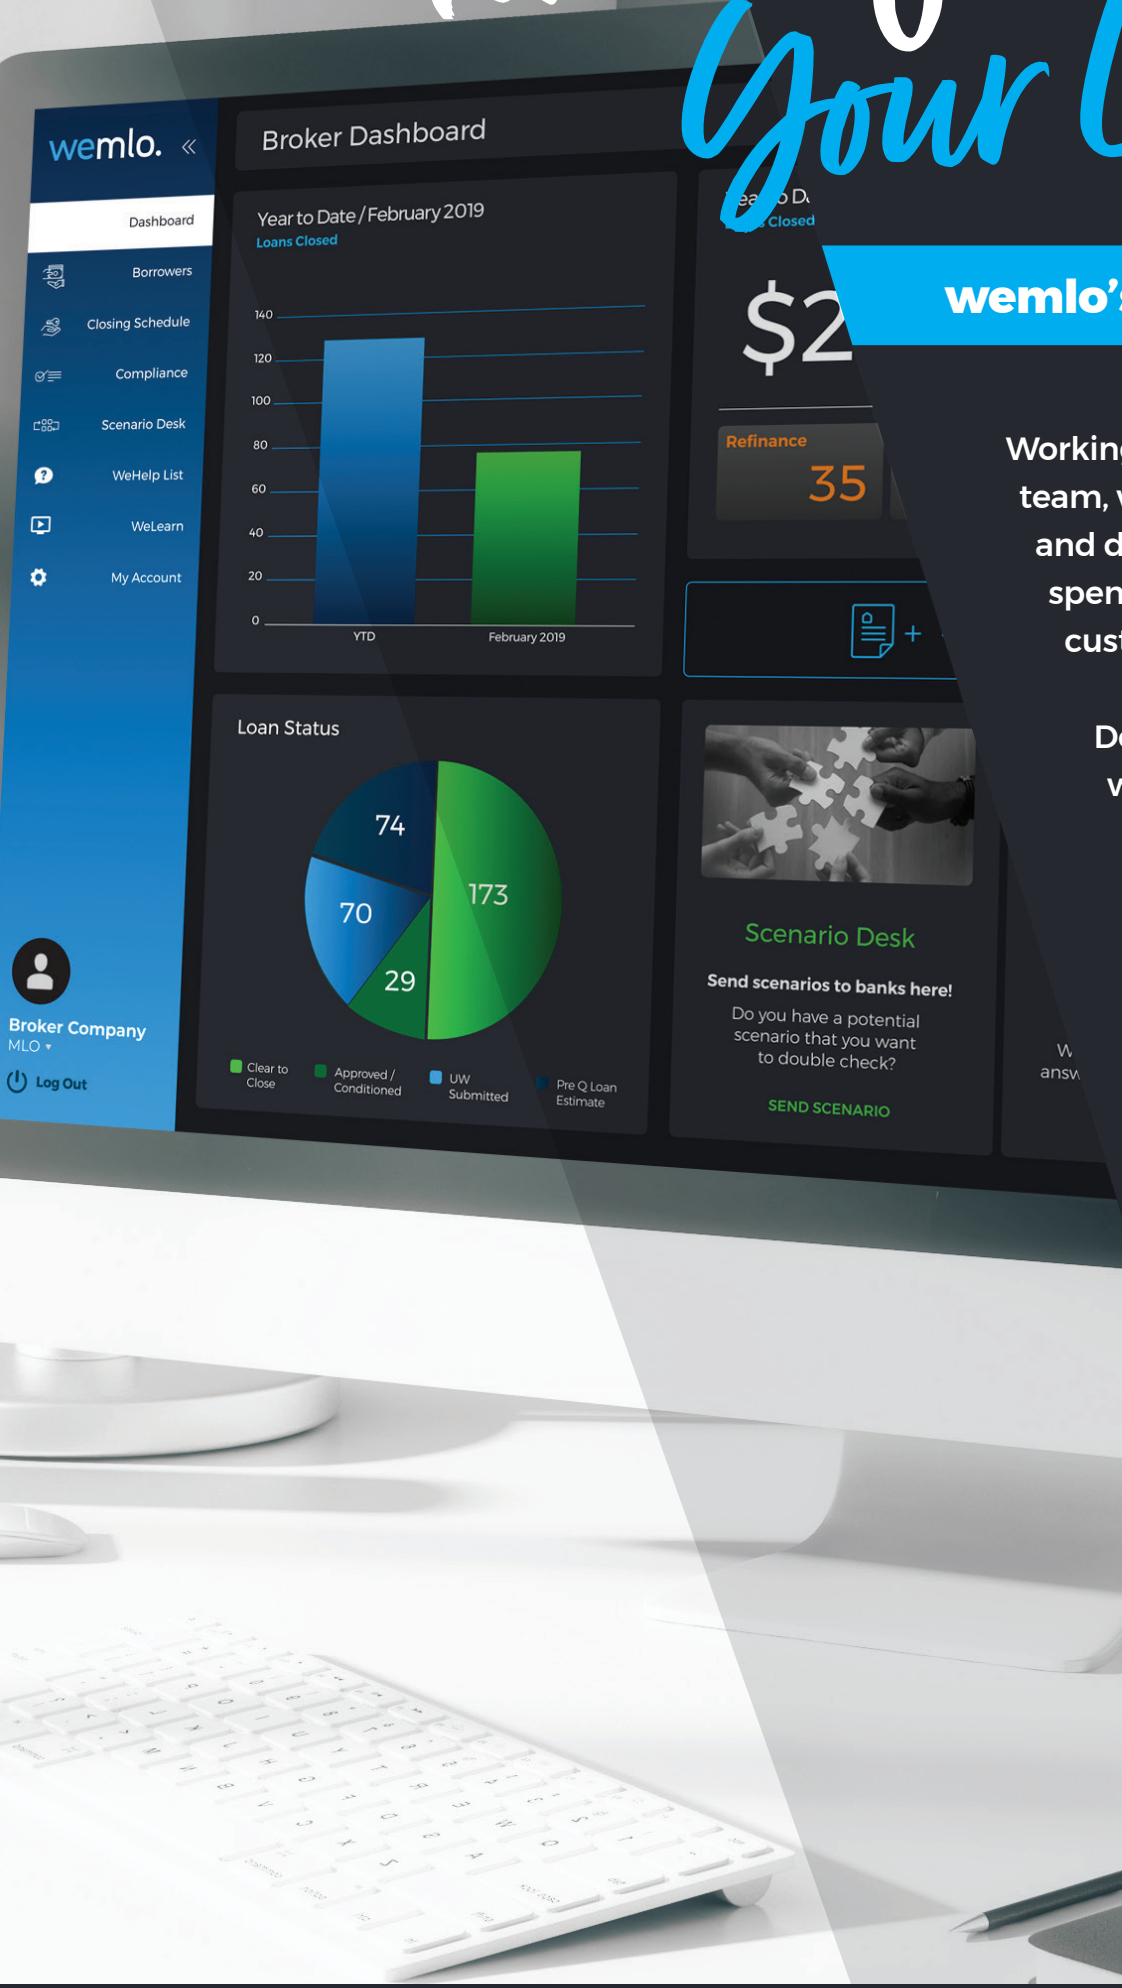 Your
wemlo.
Broker Dashboard
Dashboard
Borrowers
Closing Schedule
Compliance
Scenario Desk
WeHelp List
WeLearn
My Account
Broker Company
MLO
Log Out
Year to Date / February 2019
Loans Closed
140
120
100
80
60
40
20
0
YTD
February 2019
Closed
$2
Refinance
35
+
Loan Status
74
173
70
29
Clear to
Close
Approved /
Conditioned
UW
Submitted
Pre Q Loan
Estimate
Scenario Desk
Send scenarios to banks here!
Do you have a potential
scenario that you want
to double check?
SEND SCENARIO
wemlo's
Working
team,
and